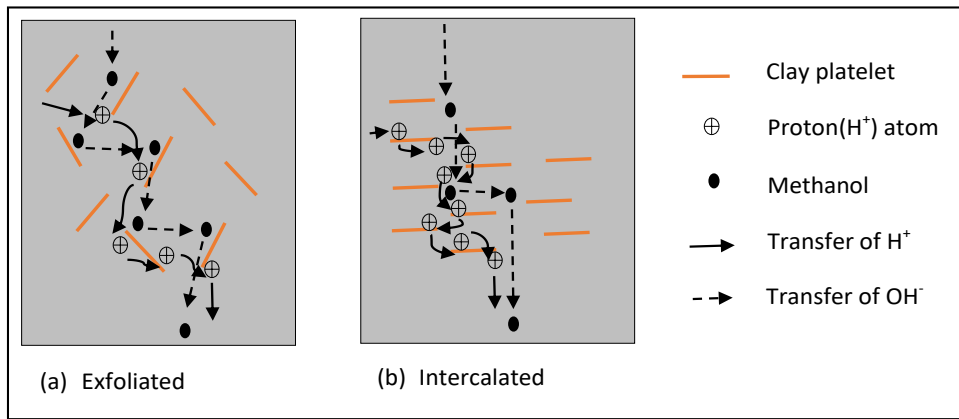 Clay platelet
Proton(H⁺) atom
Methanol
Transfer of H⁺
Transfer of OH⁻
(a) Exfoliated
(b) Intercalated